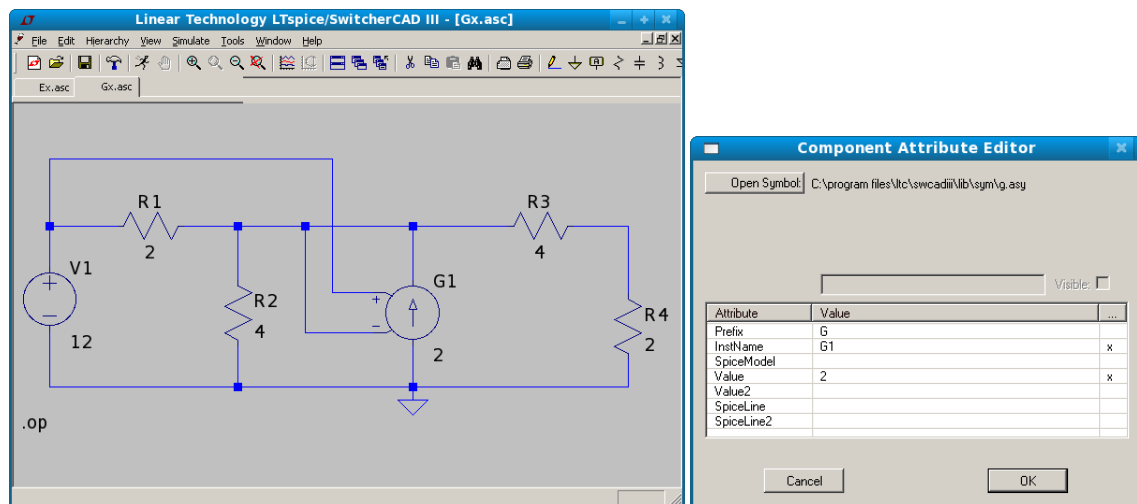 Linear Technology LTspice/SwitcherCAD III - [Gx.asc]
File Edit Hierarchy View Simulate Tools Window Help
Ex.asc Gx.asc
R1
2
R3
4
V1
12
R2
4
+
−
G1
2
R4
2
.op
Component Attribute Editor
Open Symbol: C:\program files\ltc\swcadiii\lib\sym\g.asy
Visible:
Attribute Value ...
Prefix G
InstName G1 x
SpiceModel
Value 2 x
Value2
SpiceLine
SpiceLine2
Cancel OK